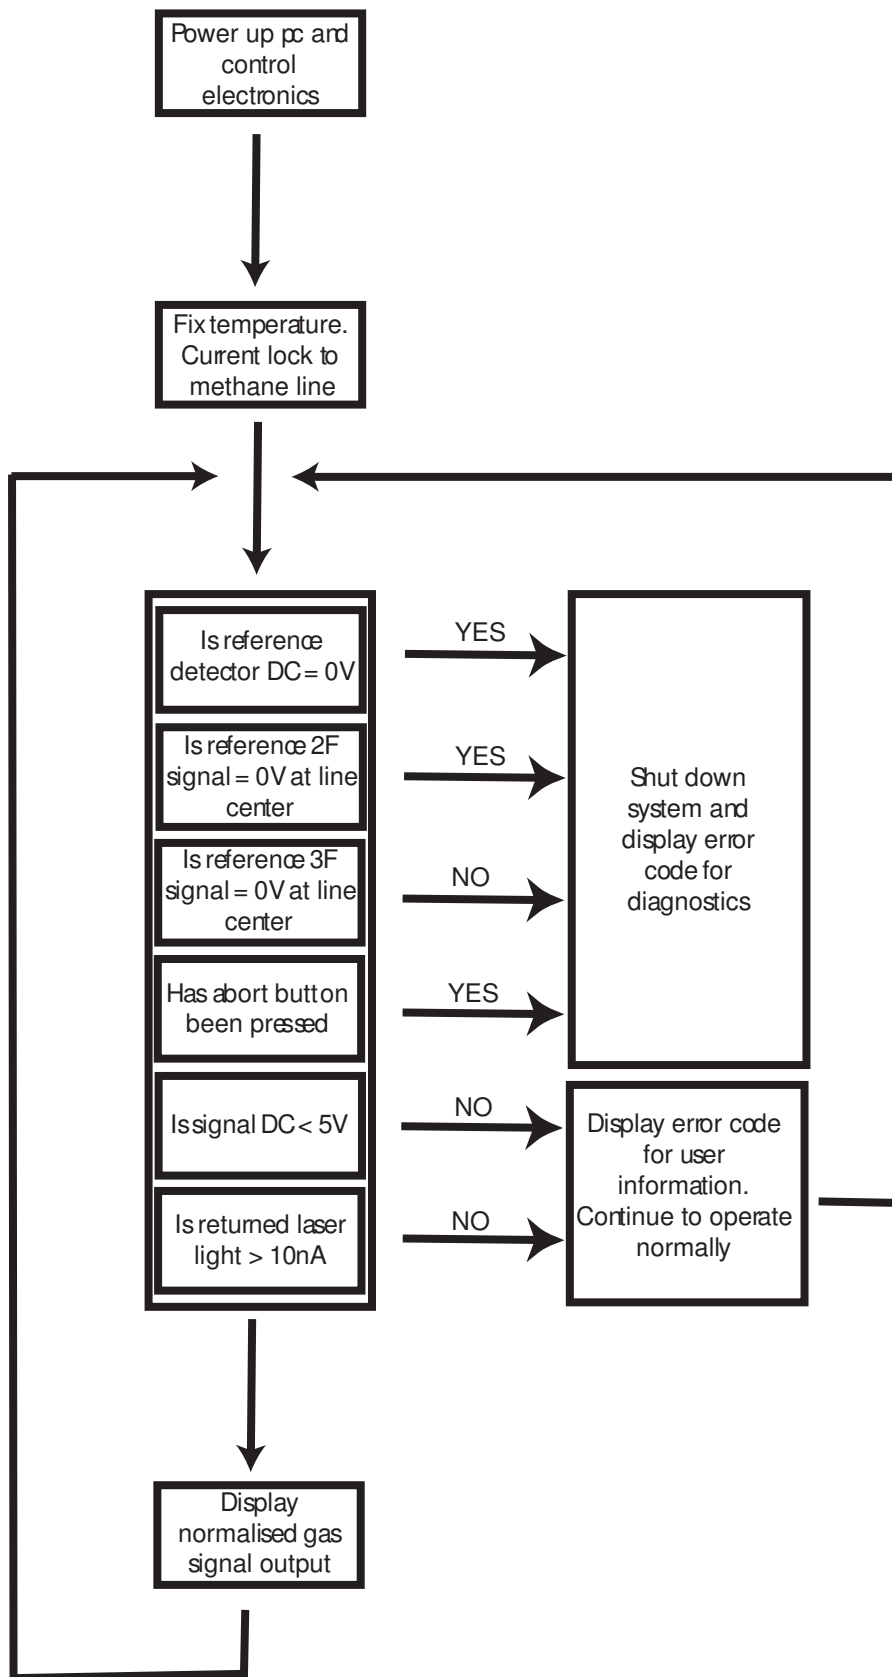 Power up pc and
control
electronics
Fix temperature.
Current lock to
methane line
Is reference
detector DC = 0V
YES
Is reference 2F
signal = 0V at line
center
YES
Is reference 3F
signal = 0V at line
center
NO
Has abort button
been pressed
YES
Shut down
system and
display error
code for
diagnostics
Is signal DC < 5V
NO
Is returned laser
light > 10nA
NO
Display error code
for user
information.
Continue to operate
normally
Display
normalised gas
signal output